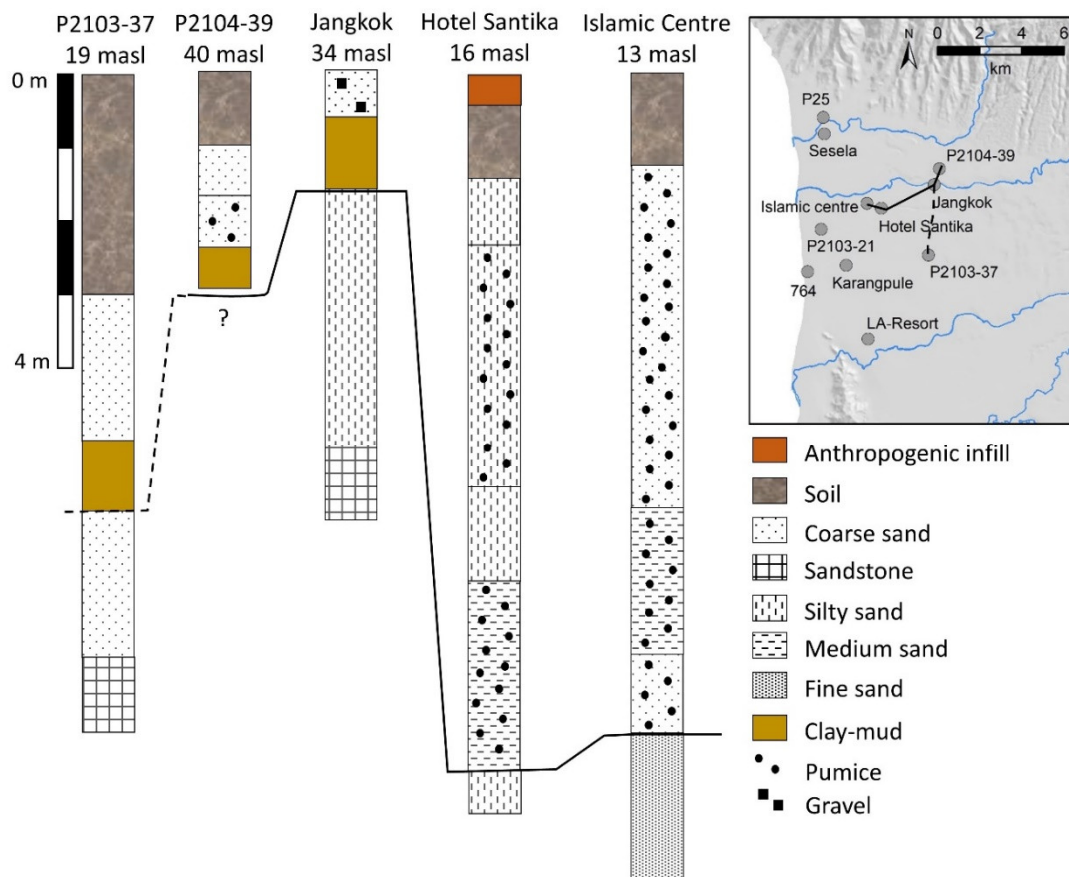 P2103-37
19 masl
P2104-39
40 masl
Jangkok
34 masl
Hotel Santika
16 masl
Islamic Centre
13 masl
0 m
4 m
?
N
0 2 4 6
km
P25
Sesela
P2104-39
Jangkok
Islamic centre
Hotel Santika
P2103-21
P2103-37
764
Karangpule
LA-Resort
Anthropogenic infill
Soil
Coarse sand
Sandstone
Silty sand
Medium sand
Fine sand
Clay-mud
Pumice
Gravel